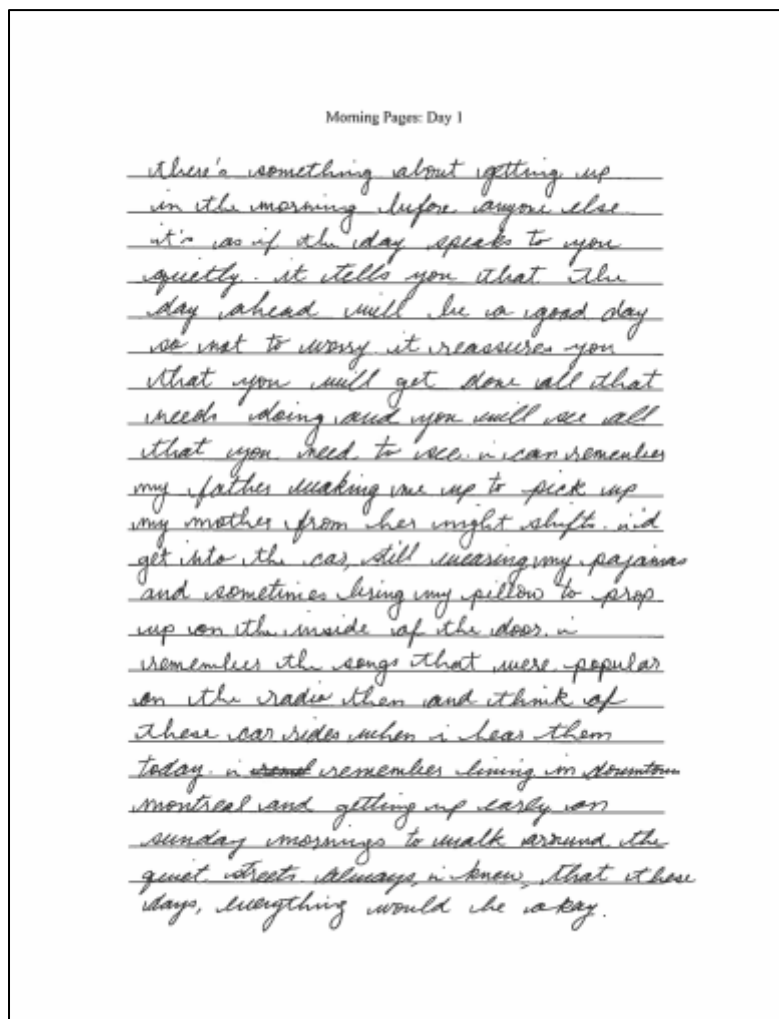 Morning Pages: Day 1
there's something about getting up
in the morning before anyone else
it's as if the day speaks to you
quietly. it tells you that the
day ahead will be a good day
so not to worry it reassures you
that you will get done all that
needs doing and you will see all
that you need to see. i can remember
my father waking me up to pick up
my mother from her night shifts. i'd
get into the car, still wearing my pajamas
and sometimes bring my pillow to prop
up on the inside of the door. i
remember the songs that were popular
on the radio then and think of
these car rides when i hear them
today. i remember living in downtown
montreal and getting up early on
sunday mornings to walk around the
quiet streets. Always, i knew, that these
days, everything would be okay.